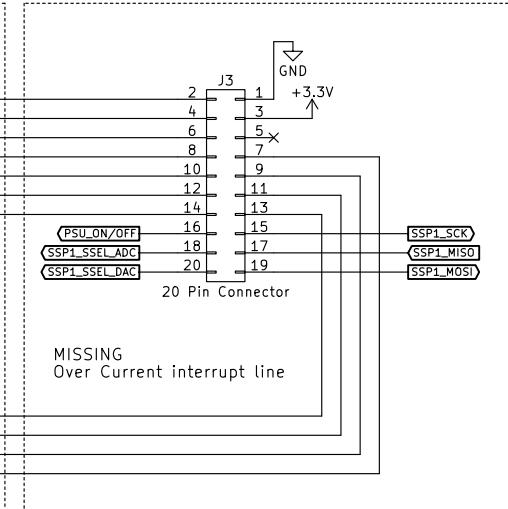 GND
J3
+3.3V
2 1
4 3
6 5
8 7
10 9
12 11
14 13
PSU_ON/OFF 16 15 SSP1_SCK
SSP1_SSEL_ADC 18 17 SSP1_MISO
SSP1_SSEL_DAC 20 19 SSP1_MOSI
20 Pin Connector
MISSING
Over Current interrupt line